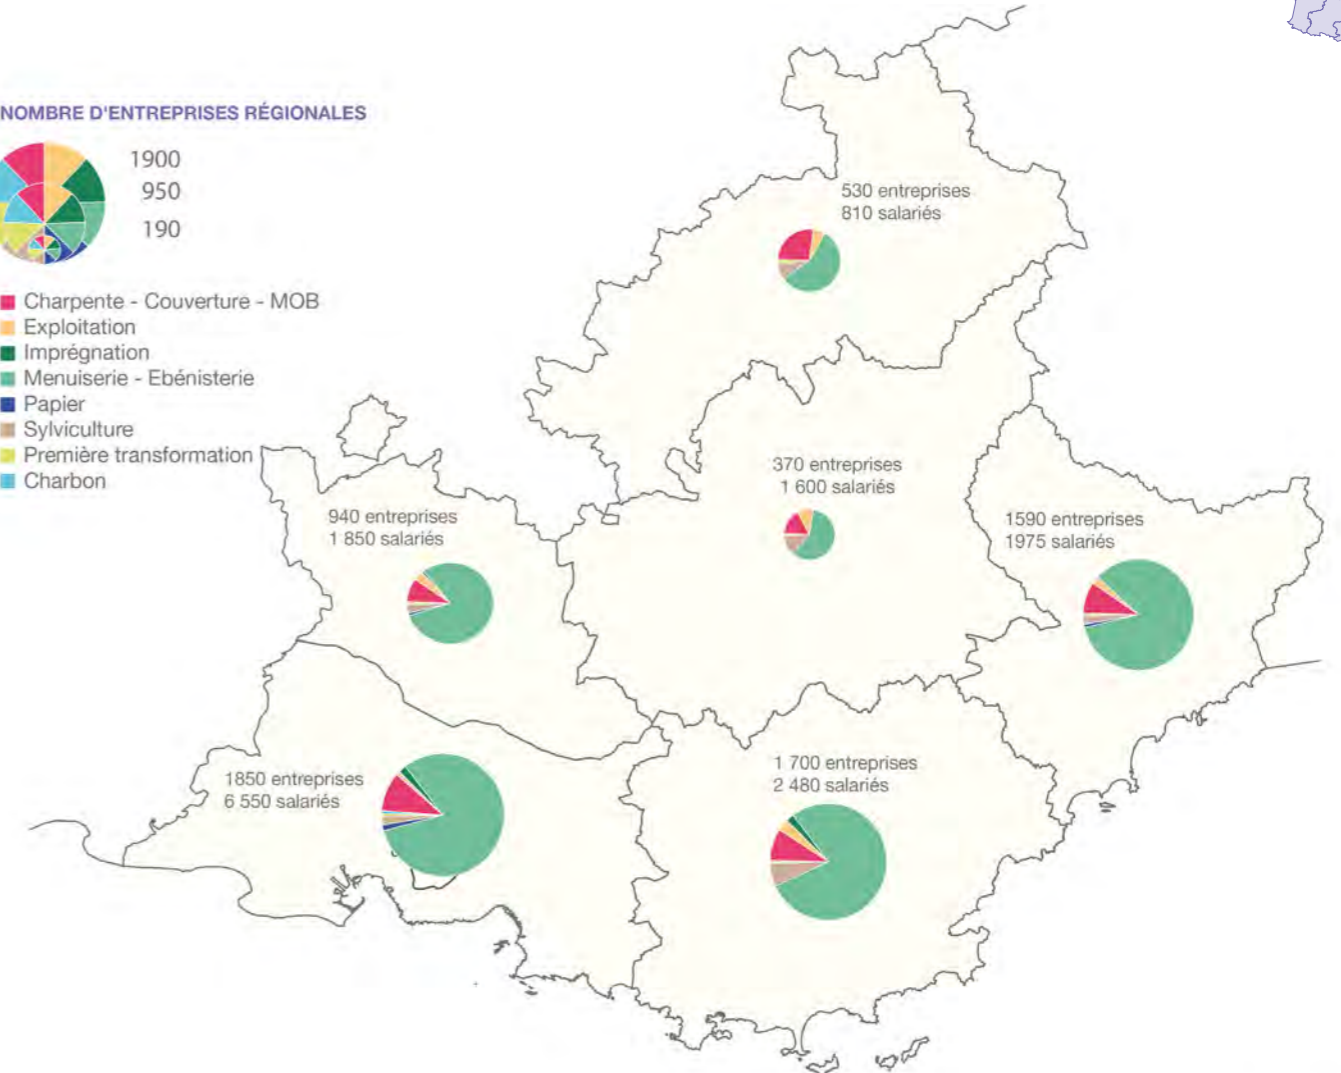 NOMBRE D'ENTREPRISES RÉGIONALES
1900
950
190
Charpente - Couverture - MOB
Exploitation
Imprégnation
Menuiserie - Ebénisterie
Papier
Sylviculture
Première transformation
Charbon
530 entreprises
810 salariés
370 entreprises
1 600 salariés
940 entreprises
1 850 salariés
1590 entreprises
1975 salariés
1850 entreprises
6 550 salariés
1 700 entreprises
2 480 salariés